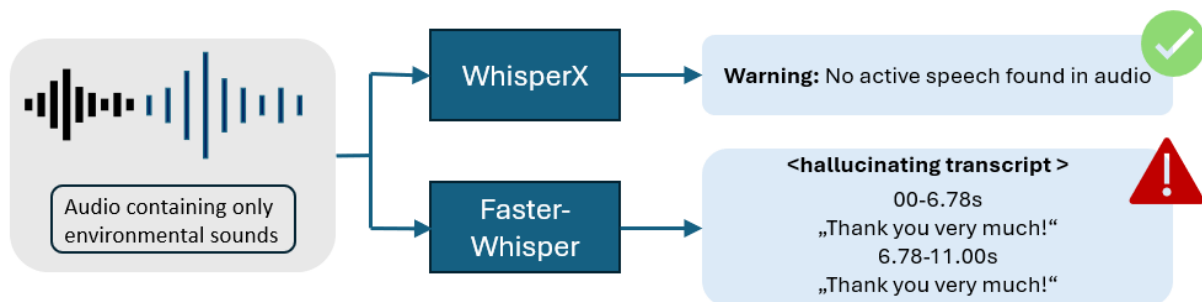 Audio containing only
environmental sounds
WhisperX
Faster-
Whisper
Warning: No active speech found in audio
<hallucinating transcript >
00-6.78s
„Thank you very much!“
6.78-11.00s
„Thank you very much!“